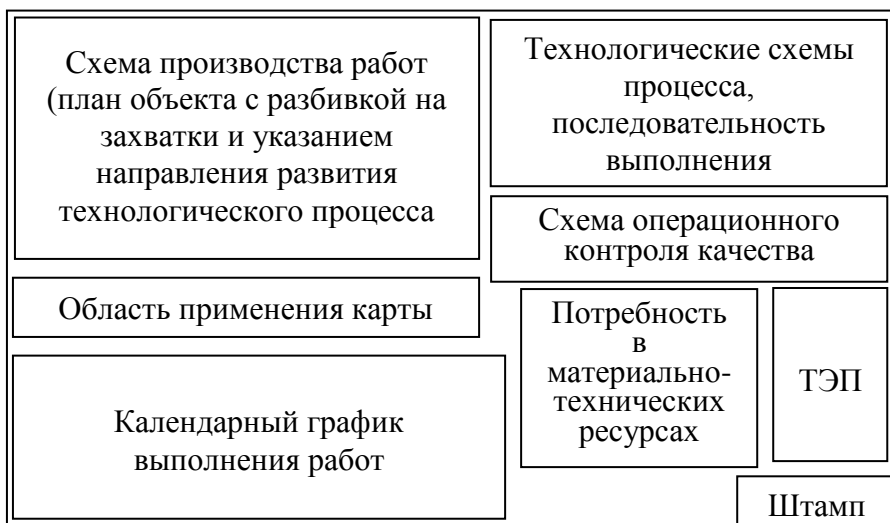 Схема производства работ
(план объекта с разбивкой на
захватки и указанием
направления развития
технологического процесса
Технологические схемы
процесса,
последовательность
выполнения
Схема операционного
контроля качества
Область применения карты
Потребность
в
материально-
технических
ресурсах
ТЭП
Календарный график
выполнения работ
Штамп